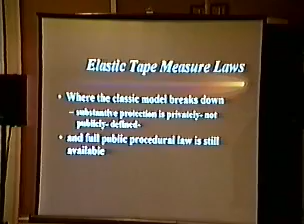 Elastic Tape Measure Laws
• Where the classic model breaks down
– substantive protection is privately- not
publicly- defined-
• and full public procedural law is still
available